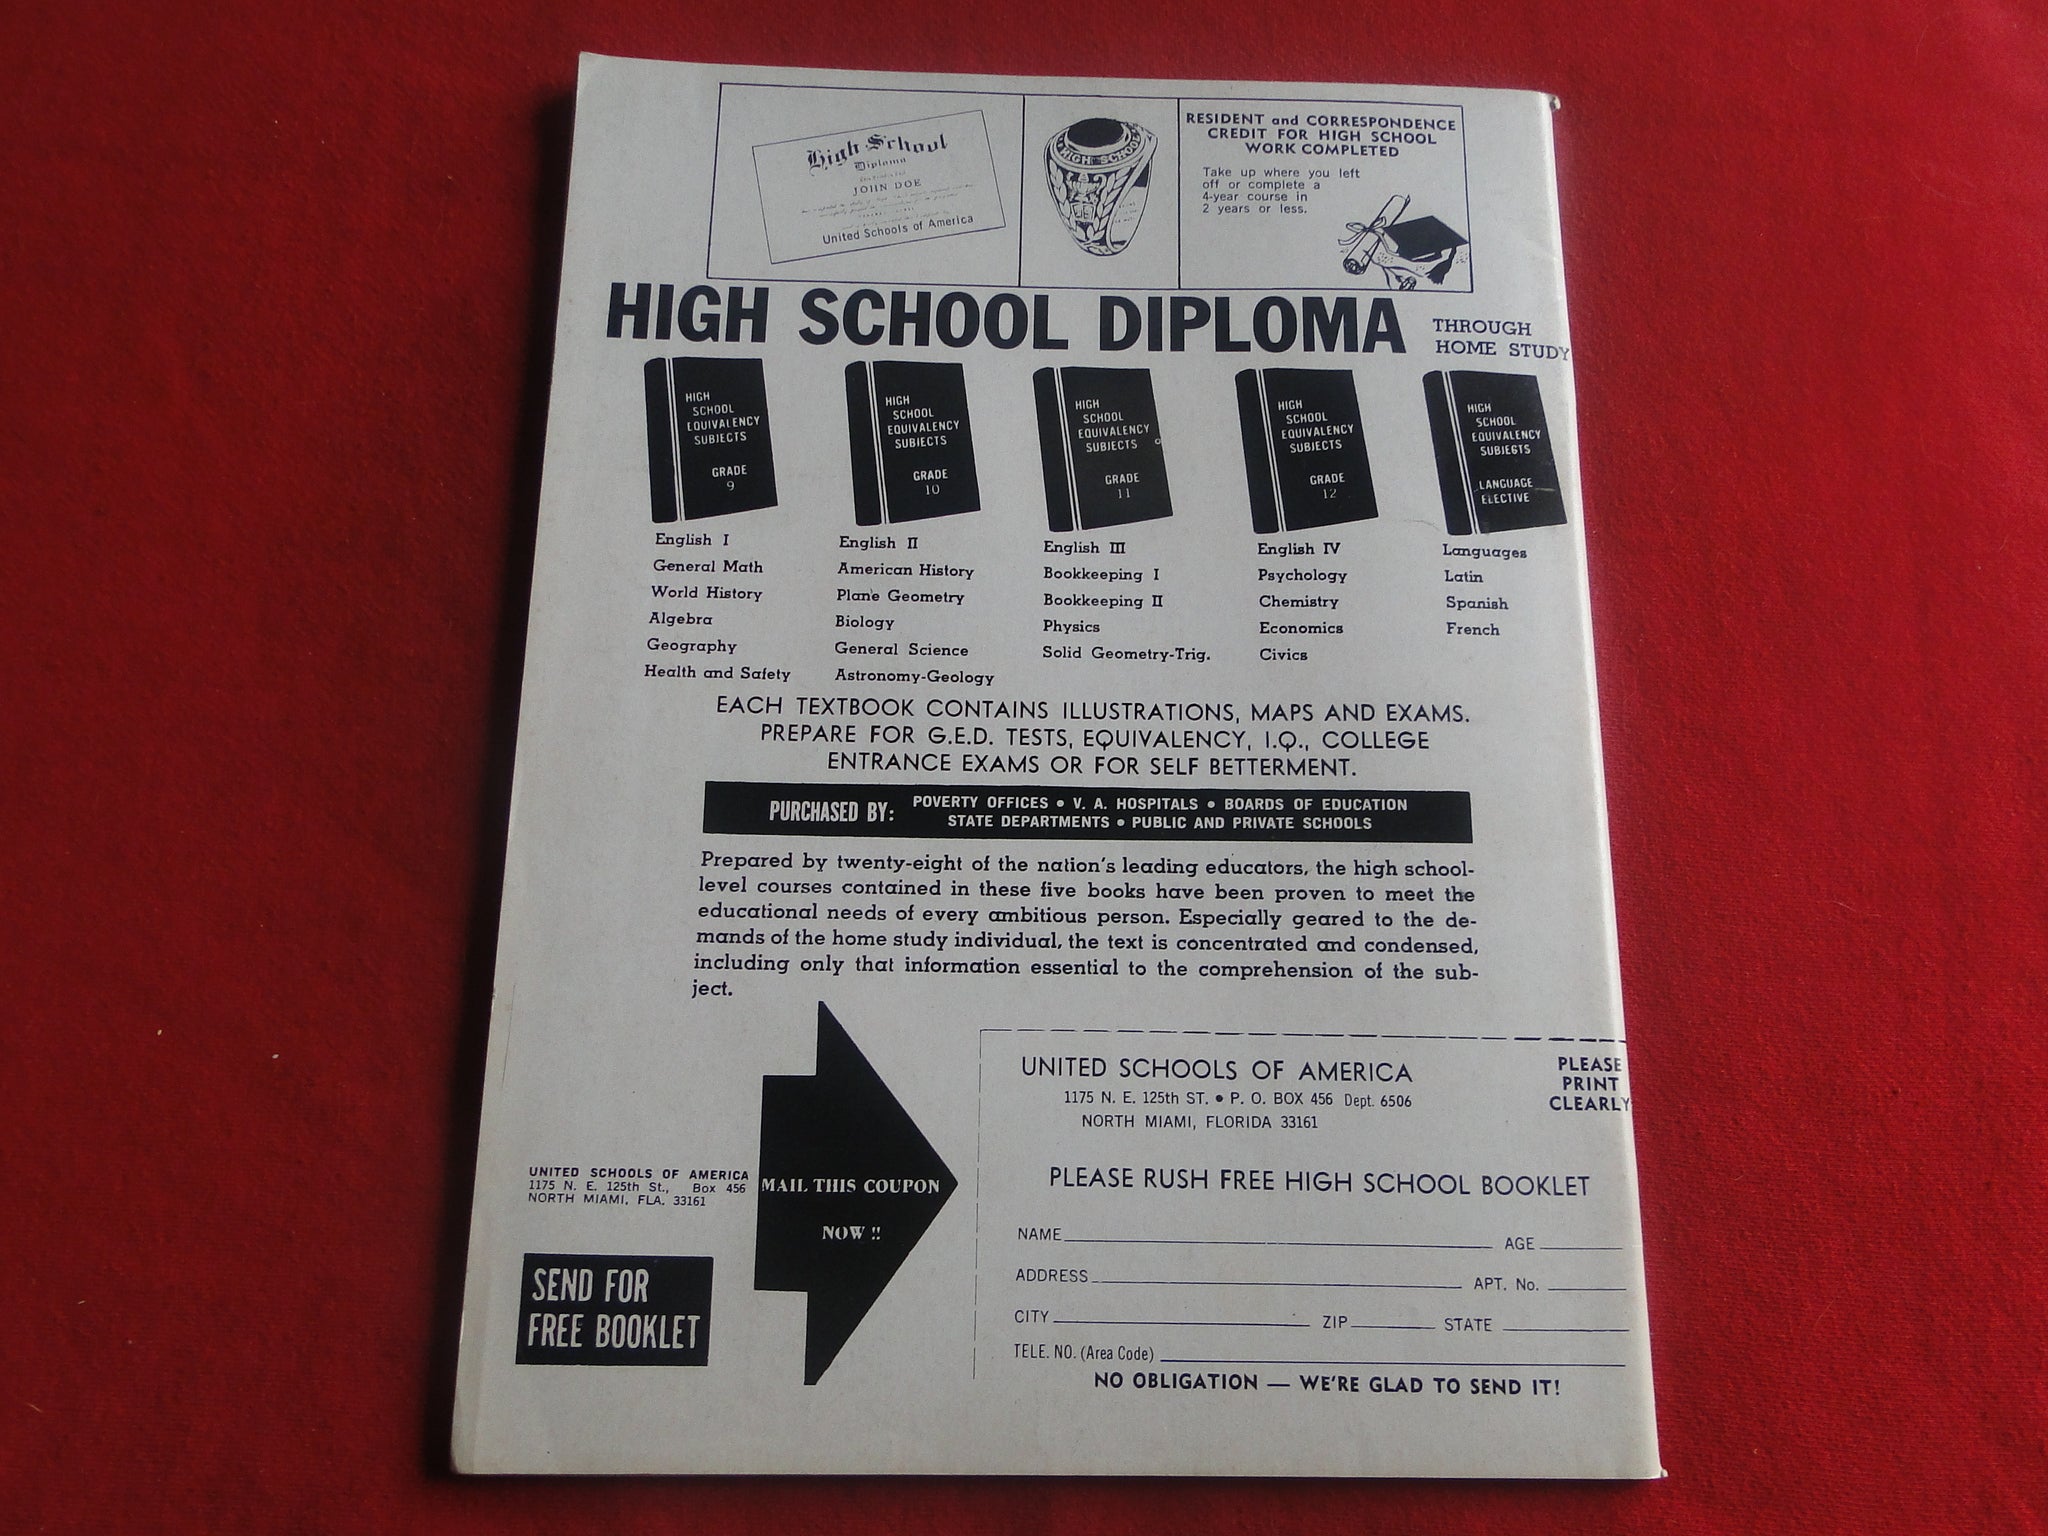 High School
Diploma
JOHN DOE
United Schools of America
HIGH SCHOOL
RESIDENT and CORRESPONDENCE
CREDIT FOR HIGH SCHOOL
WORK COMPLETED
Take up where you left
off or complete a
4-year course in
2 years or less.
HIGH SCHOOL DIPLOMA
THROUGH
HOME STUDY
HIGH
SCHOOL
EQUIVALENCY
SUBJECTS
GRADE
9
HIGH
SCHOOL
EQUIVALENCY
SUBJECTS
GRADE
10
HIGH
SCHOOL
EQUIVALENCY
SUBJECTS
GRADE
11
HIGH
SCHOOL
EQUIVALENCY
SUBJECTS
GRADE
12
HIGH
SCHOOL
EQUIVALENCY
SUBJECTS
LANGUAGE
ELECTIVE
English I
General Math
World History
Algebra
Geography
Health and Safety
English II
American History
Plane Geometry
Biology
General Science
Astronomy-Geology
English III
Bookkeeping I
Bookkeeping II
Physics
Solid Geometry-Trig.
English IV
Psychology
Chemistry
Economics
Civics
Languages
Latin
Spanish
French
EACH TEXTBOOK CONTAINS ILLUSTRATIONS, MAPS AND EXAMS.
PREPARE FOR G.E.D. TESTS, EQUIVALENCY, I.Q., COLLEGE
ENTRANCE EXAMS OR FOR SELF BETTERMENT.
PURCHASED BY:
POVERTY OFFICES • V. A. HOSPITALS • BOARDS OF EDUCATION
STATE DEPARTMENTS • PUBLIC AND PRIVATE SCHOOLS
Prepared by twenty-eight of the nation's leading educators, the high school-
level courses contained in these five books have been proven to meet the
educational needs of every ambitious person. Especially geared to the de-
mands of the home study individual, the text is concentrated and condensed,
including only that information essential to the comprehension of the sub-
ject.
UNITED SCHOOLS OF AMERICA
1175 N. E. 125th St., Box 456
NORTH MIAMI, FLA. 33161
SEND FOR
FREE BOOKLET
MAIL THIS COUPON
NOW !!
UNITED SCHOOLS OF AMERICA
1175 N. E. 125th ST. • P. O. BOX 456 Dept. 6506
NORTH MIAMI, FLORIDA 33161
PLEASE
PRINT
CLEARLY
PLEASE RUSH FREE HIGH SCHOOL BOOKLET
NAME AGE
ADDRESS APT. No.
CITY ZIP STATE
TELE. NO. (Area Code)
NO OBLIGATION — WE'RE GLAD TO SEND IT!